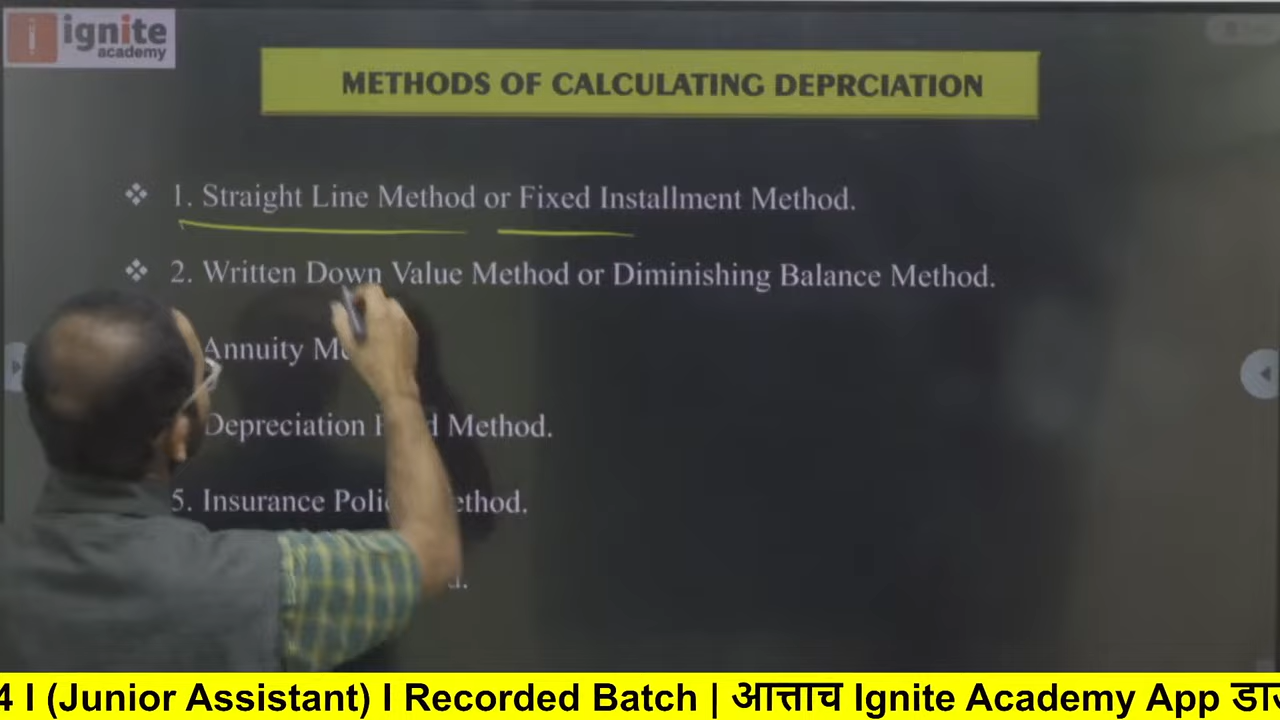 ignite
academy
METHODS OF CALCULATING DEPRCIATION
1. Straight Line Method or Fixed Installment Method.
2. Written Down Value Method or Diminishing Balance Method.
Annuity
Depreciation Method.
5. Insurance
4 I (Junior Assistant) I Recorded Batch | आत्ताच Ignite Academy App